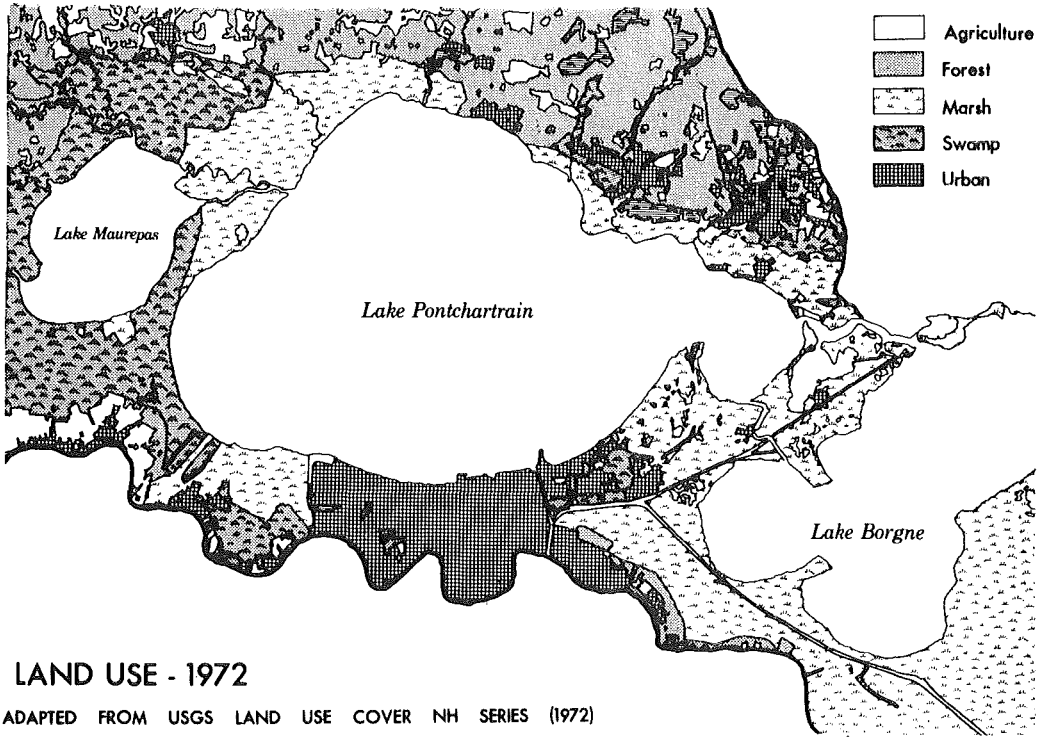 Agriculture
Forest
Marsh
Swamp
Urban
Lake Maurepas
Lake Pontchartrain
Lake Borgne
LAND USE - 1972
ADAPTED FROM USGS LAND USE COVER NH SERIES (1972)